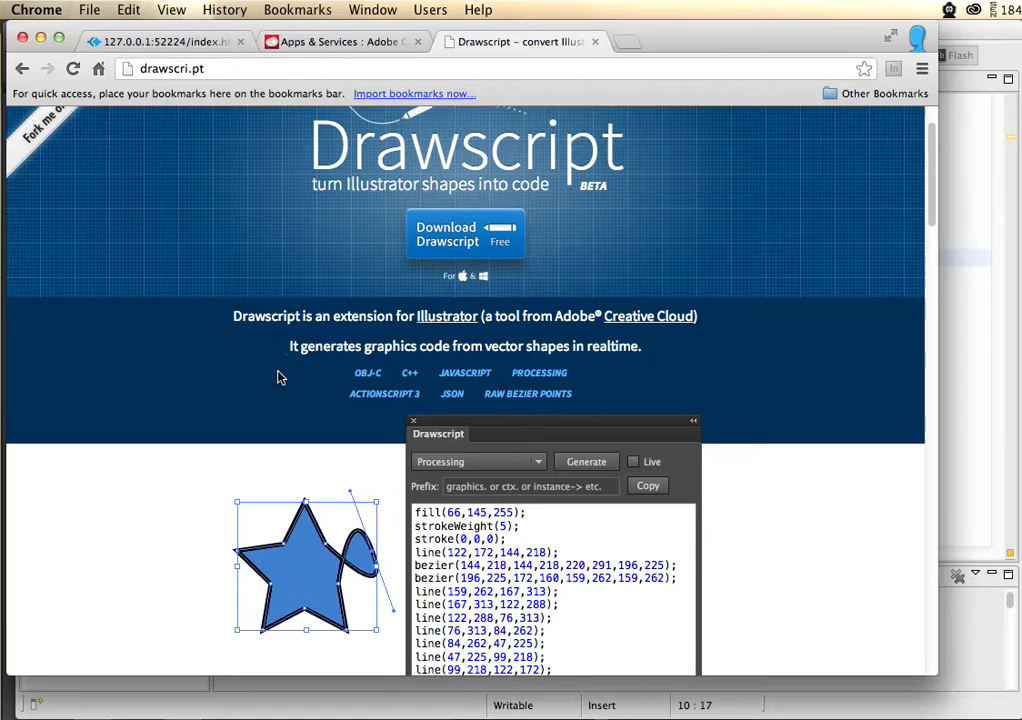 Chrome File Edit View History Bookmarks Window Users Help 184
127.0.0.1:52224/index.h Apps & Services : Adobe C Drawscript – convert Illust
Flash
drawscri.pt
For quick access, place your bookmarks here on the bookmarks bar. Import bookmarks now... Other Bookmarks
Fork me o
Drawscript
turn Illustrator shapes into code BETA
Download
Drawscript Free
For &
Drawscript is an extension for Illustrator (a tool from Adobe® Creative Cloud)
It generates graphics code from vector shapes in realtime.
OBJ-C C++ JAVASCRIPT PROCESSING
ACTIONSCRIPT 3 JSON RAW BEZIER POINTS
Drawscript
Processing Generate Live
Prefix: graphics. or ctx. or instance-> etc. Copy
fill(66,145,255);
strokeWeight(5);
stroke(0,0,0);
line(122,172,144,218);
bezier(144,218,144,218,220,291,196,225);
bezier(196,225,172,160,159,262,159,262);
line(159,262,167,313);
line(167,313,122,288);
line(122,288,76,313);
line(76,313,84,262);
line(84,262,47,225);
line(47,225,99,218);
line(99,218,122,172);
Writable Insert 10 : 17